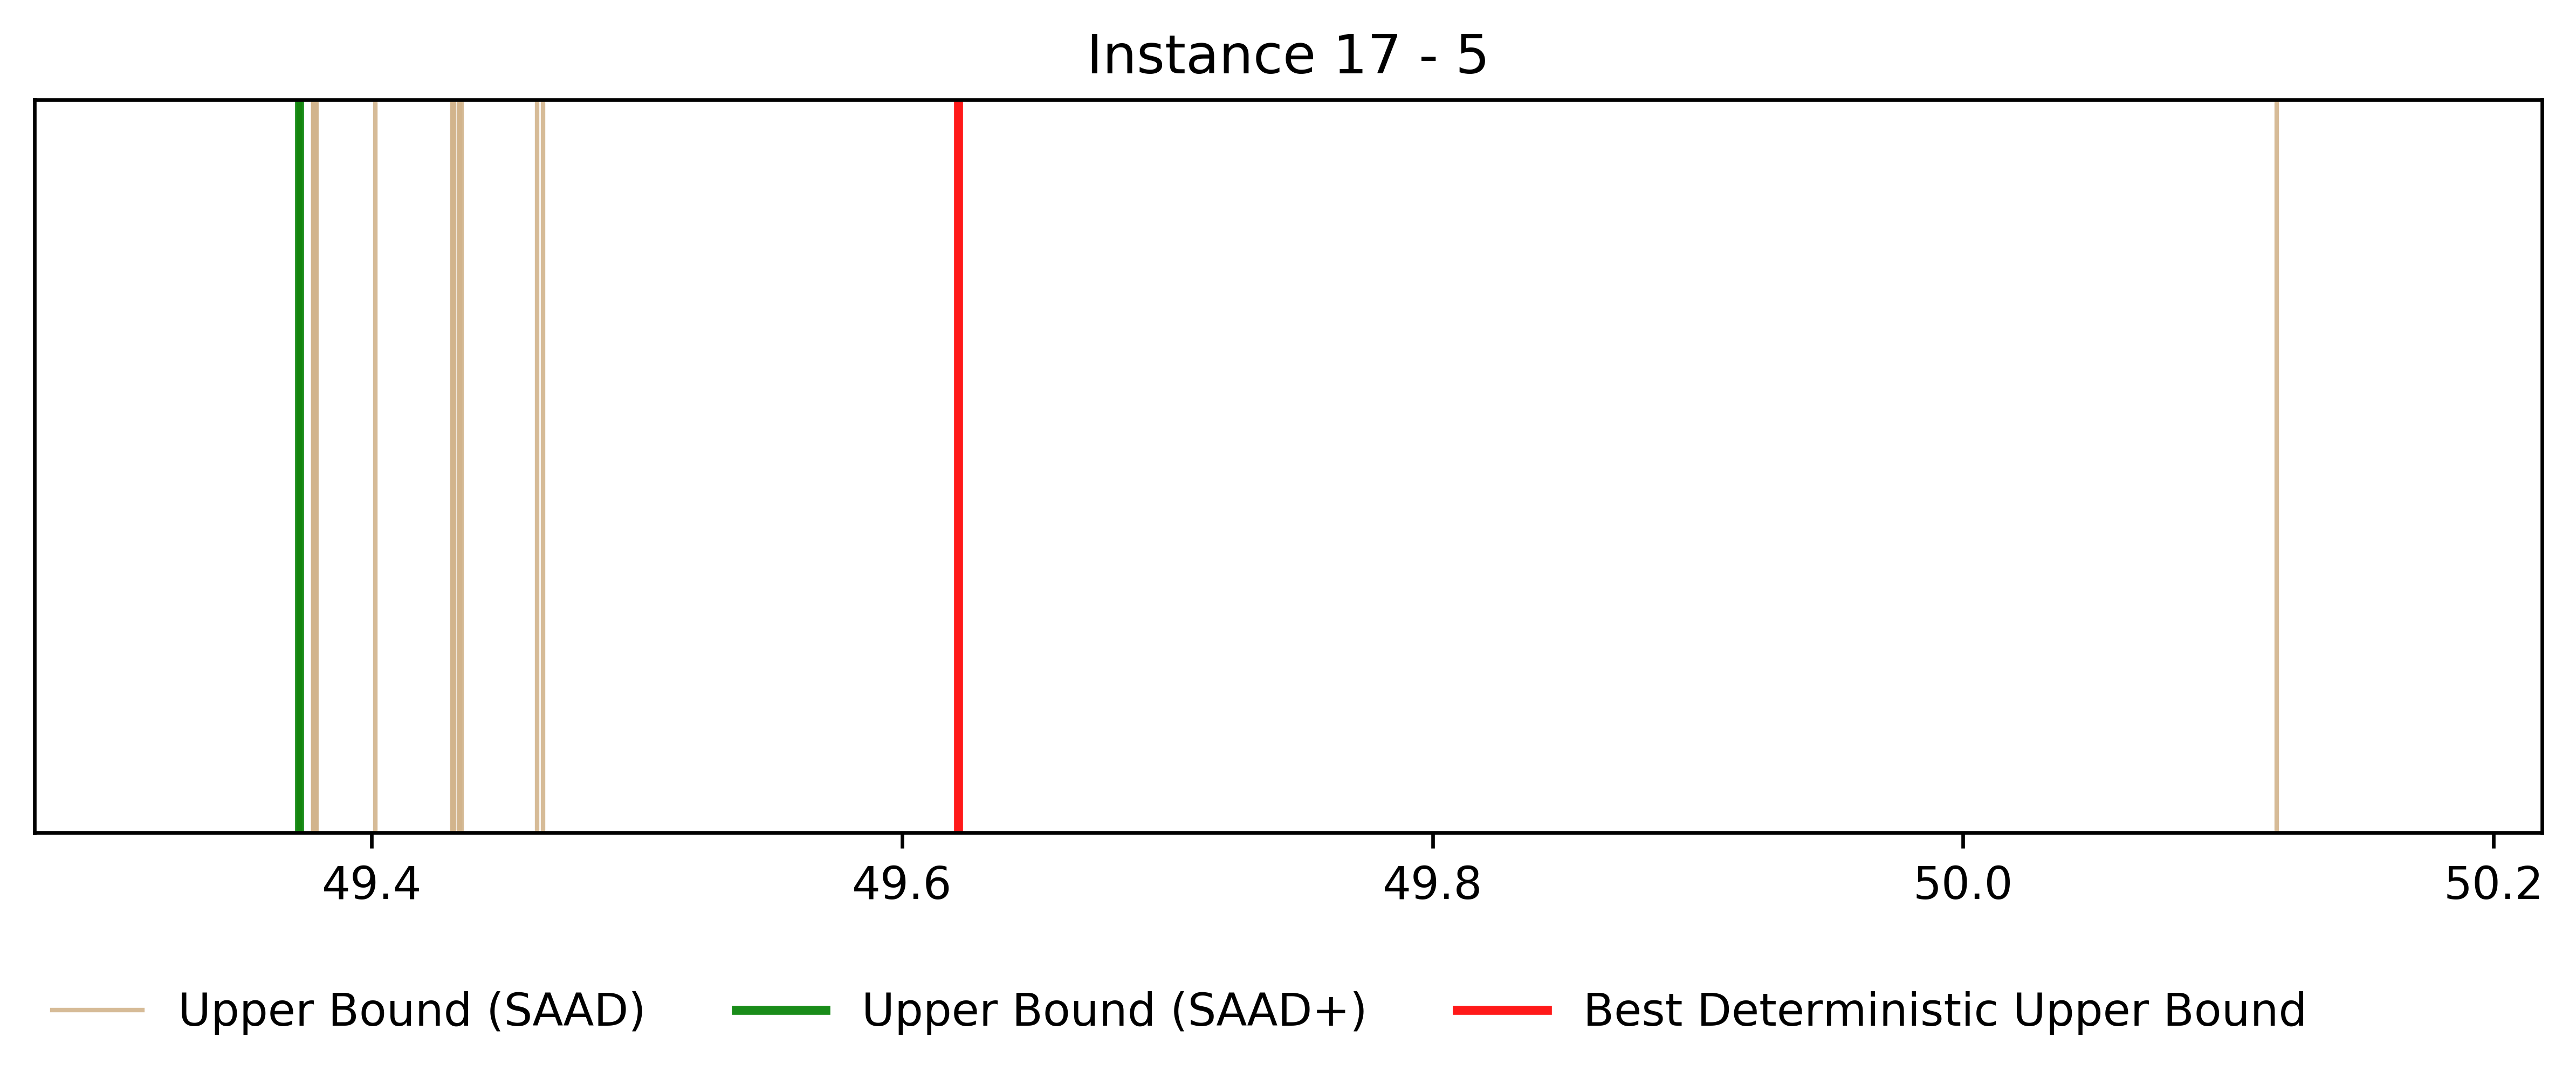 Instance 17 - 5
49.4 49.6 49.8 50.0 50.2
Upper Bound (SAAD) Upper Bound (SAAD+) Best Deterministic Upper Bound